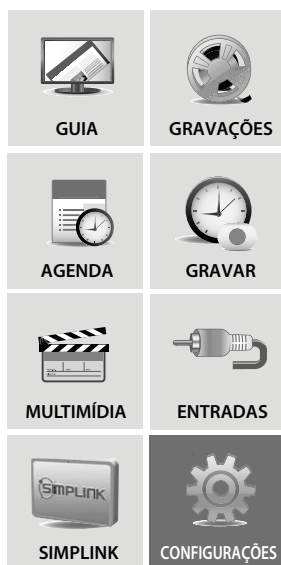 GUIA
GRAVAÇÕES
AGENDA
GRAVAR
MULTIMÍDIA
ENTRADAS
SIMPLINK
SIMPLINK
CONFIGURAÇÕES